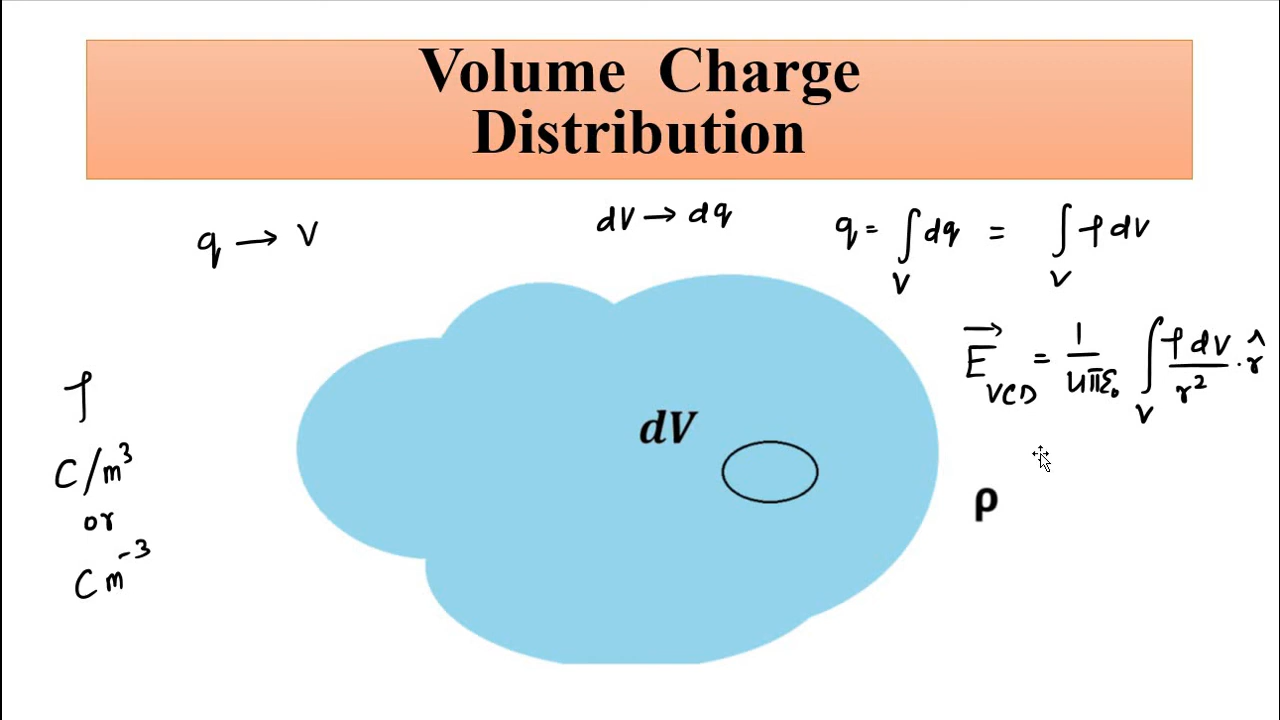 Volume Charge
Distribution
q → V
dV → dq
q = ∫_V dq = ∫_V ρ dV
E⃗_VCD = 1/4πε₀ ∫_V ρ dV/r² · r̂
ρ
C/m³
or
C m⁻³
dV
ρ